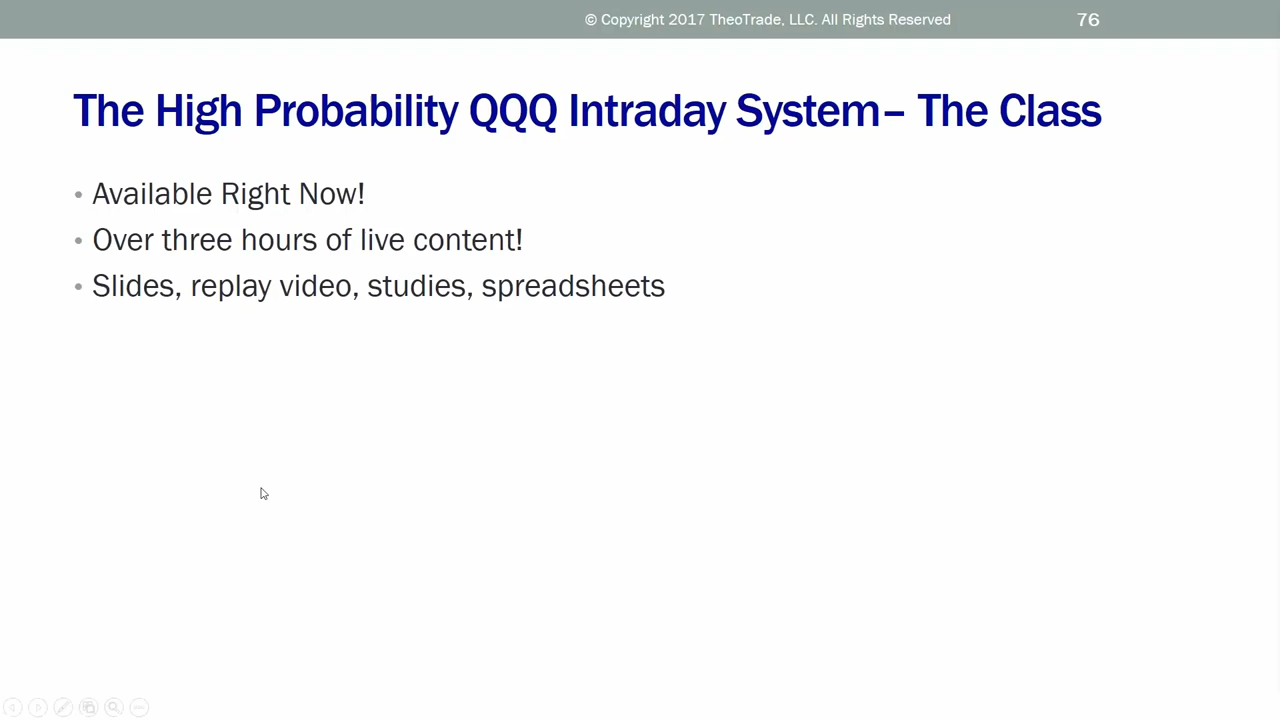 © Copyright 2017 TheoTrade, LLC. All Rights Reserved 76
The High Probability QQQ Intraday System– The Class
• Available Right Now!
• Over three hours of live content!
• Slides, replay video, studies, spreadsheets